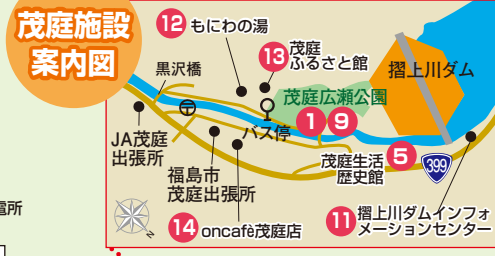 茂庭施設
案内図
12 もにわの湯
13 茂庭
ふるさと館
摺上川ダム
黒沢橋
茂庭広瀬公園
1 9
バス停
JA茂庭
出張所
福島市
茂庭出張所
茂庭生活
歴史館 5
399
14 oncafè茂庭店
11 摺上川ダムインフォ
メーションセンター
N
電所